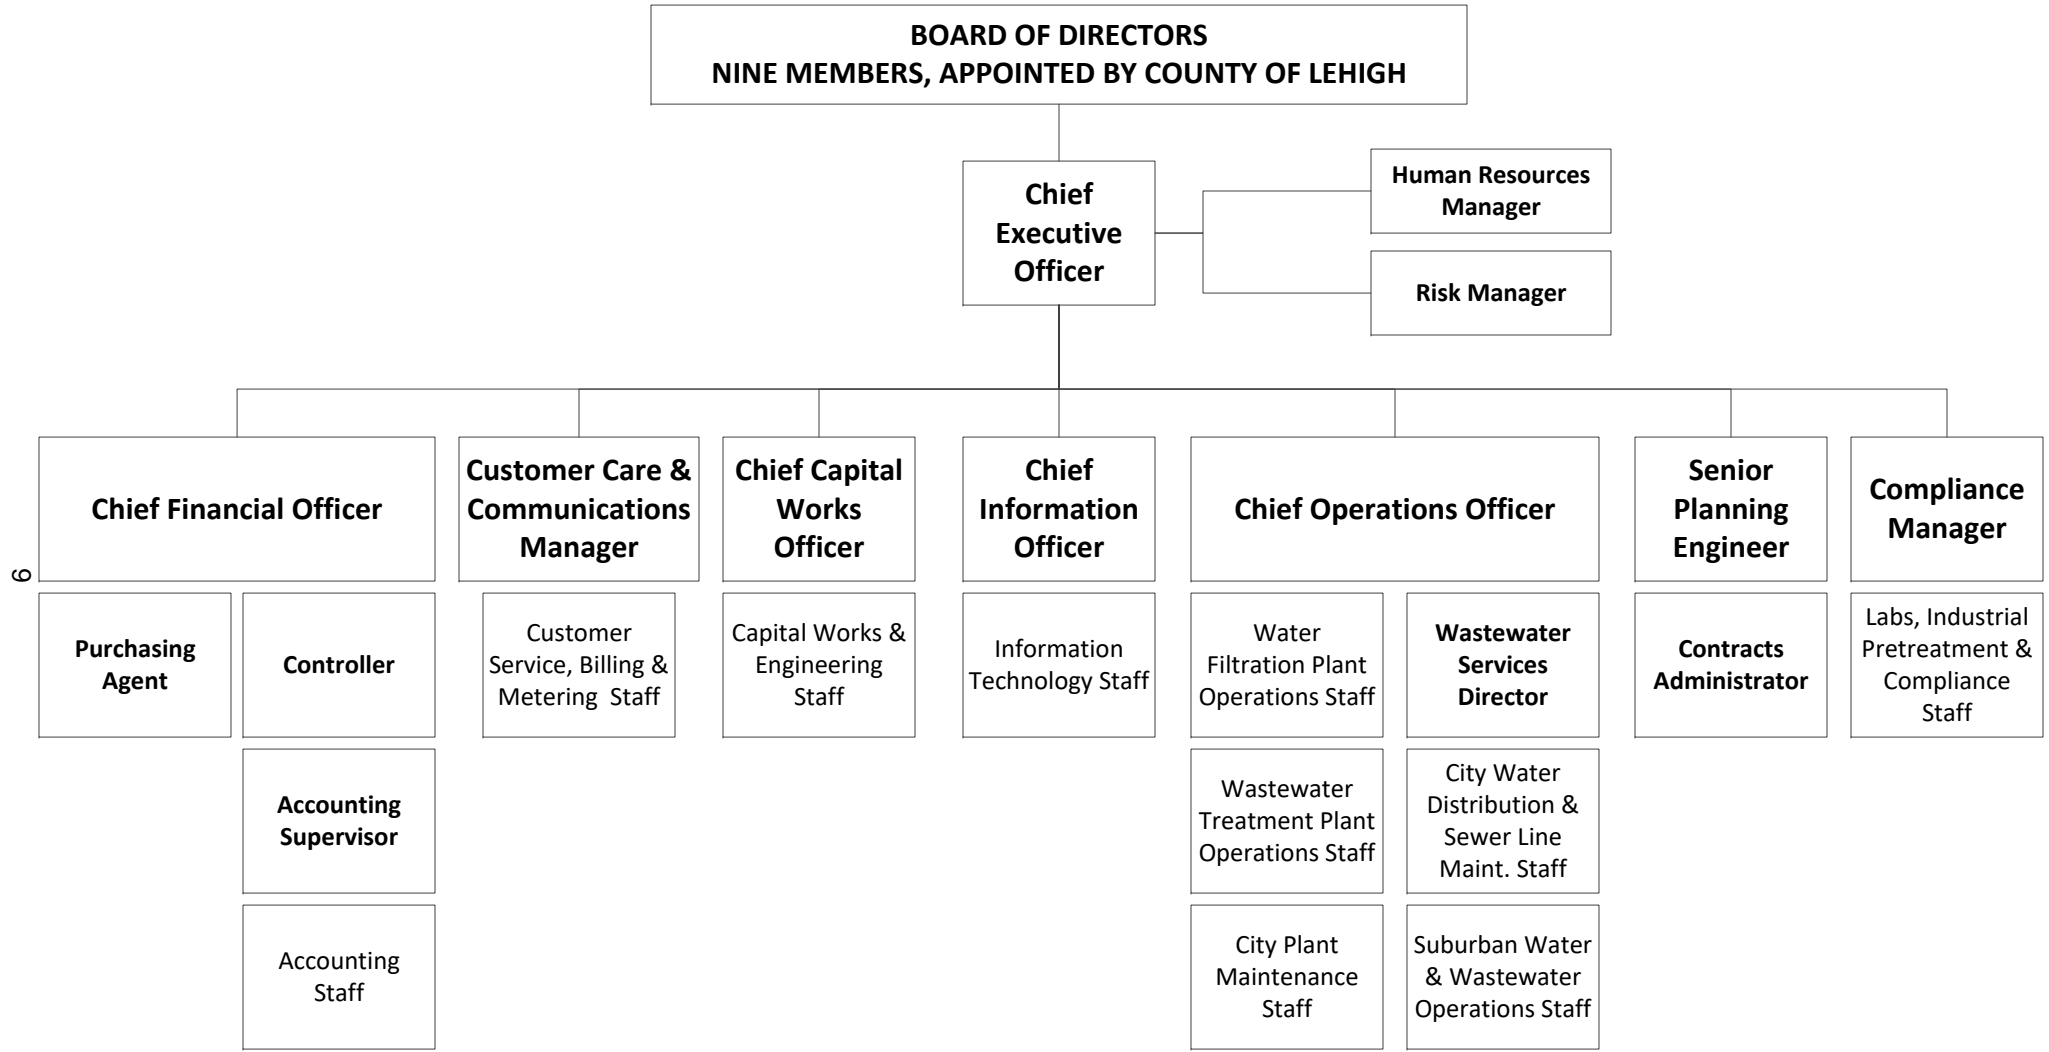 BOARD OF DIRECTORS
NINE MEMBERS, APPOINTED BY COUNTY OF LEHIGH
Chief
Executive
Officer
Human Resources
Manager
Risk Manager
Chief Financial Officer
Customer Care &
Communications
Manager
Chief Capital
Works
Officer
Chief
Information
Officer
Chief Operations Officer
Senior
Planning
Engineer
Compliance
Manager
9
Purchasing
Agent
Controller
Customer
Service, Billing &
Metering  Staff
Capital Works &
Engineering
Staff
Information
Technology Staff
Water
Filtration Plant
Operations Staff
Wastewater
Services
Director
Contracts
Administrator
Labs, Industrial
Pretreatment &
Compliance
Staff
Accounting
Supervisor
Wastewater
Treatment Plant
Operations Staff
City Water
Distribution &
Sewer Line
Maint. Staff
Accounting
Staff
City Plant
Maintenance
Staff
Suburban Water
& Wastewater
Operations Staff